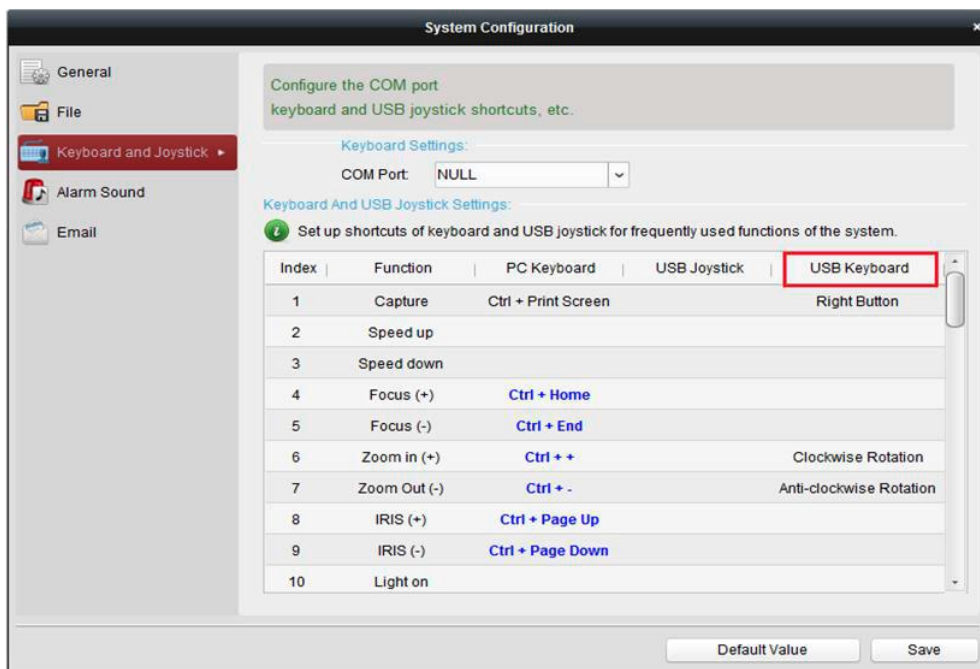 System Configuration ×
General
File
Keyboard and Joystick ▸
Alarm Sound
Email
Configure the COM port
keyboard and USB joystick shortcuts, etc.
Keyboard Settings:
COM Port: NULL
Keyboard And USB Joystick Settings:
Set up shortcuts of keyboard and USB joystick for frequently used functions of the system.
Index Function PC Keyboard USB Joystick USB Keyboard
1 Capture Ctrl + Print Screen Right Button
2 Speed up
3 Speed down
4 Focus (+) Ctrl + Home
5 Focus (-) Ctrl + End
6 Zoom in (+) Ctrl + + Clockwise Rotation
7 Zoom Out (-) Ctrl + - Anti-clockwise Rotation
8 IRIS (+) Ctrl + Page Up
9 IRIS (-) Ctrl + Page Down
10 Light on
Default Value Save